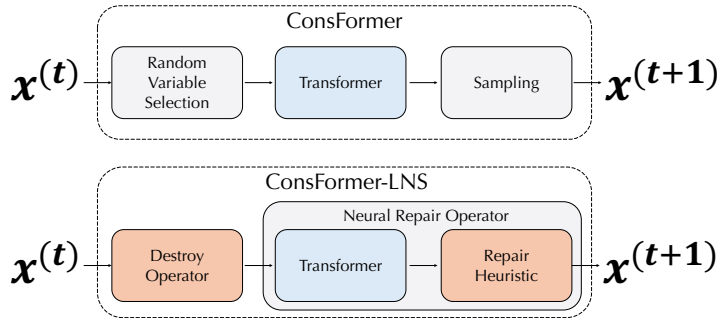 ConsFormer
x(t)
Random
Variable
Selection
Transformer
Sampling
x(t+1)
ConsFormer-LNS
Neural Repair Operator
x(t)
Destroy
Operator
Transformer
Repair
Heuristic
x(t+1)